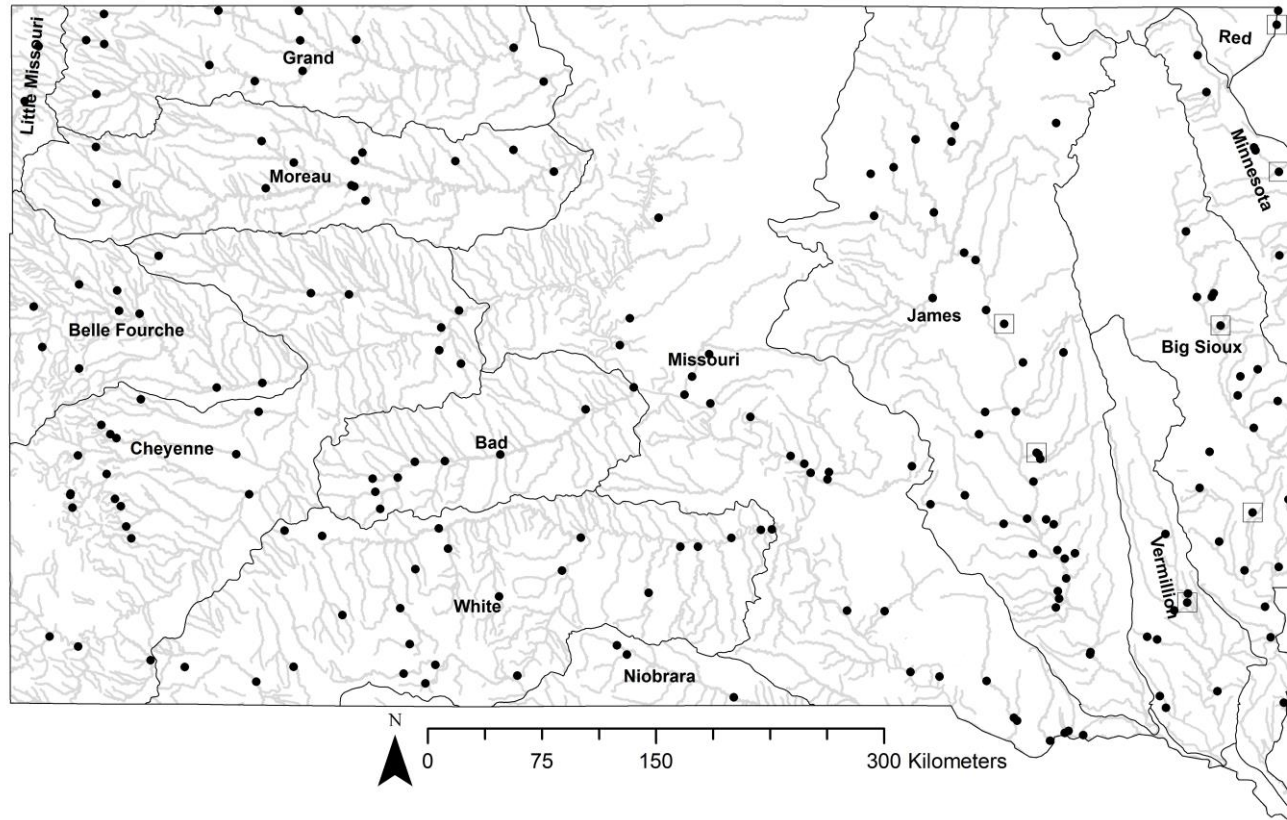 Little Missouri
Grand
Red
Minnesota
Moreau
Belle Fourche
James
Big Sioux
Missouri
Cheyenne
Bad
Vermillion
White
Niobrara
N
0 75 150 300 Kilometers